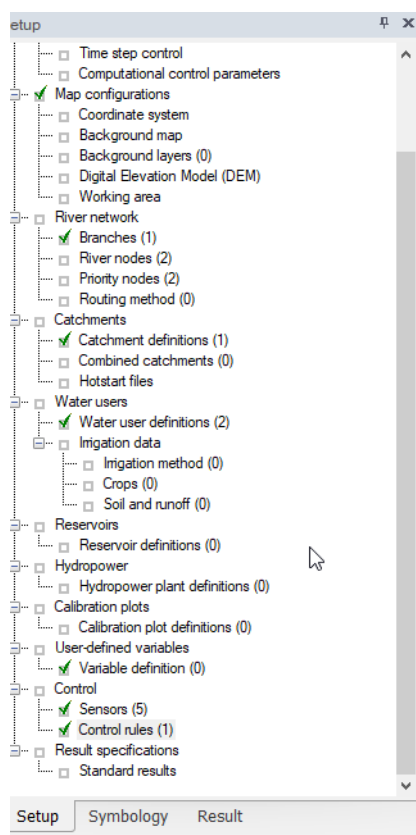 etup
Time step control
Computational control parameters
Map configurations
Coordinate system
Background map
Background layers (0)
Digital Elevation Model (DEM)
Working area
River network
Branches (1)
River nodes (2)
Priority nodes (2)
Routing method (0)
Catchments
Catchment definitions (1)
Combined catchments (0)
Hotstart files
Water users
Water user definitions (2)
Irrigation data
Irrigation method (0)
Crops (0)
Soil and runoff (0)
Reservoirs
Reservoir definitions (0)
Hydropower
Hydropower plant definitions (0)
Calibration plots
Calibration plot definitions (0)
User-defined variables
Variable definition (0)
Control
Sensors (5)
Control rules (1)
Result specifications
Standard results
Setup Symbology Result